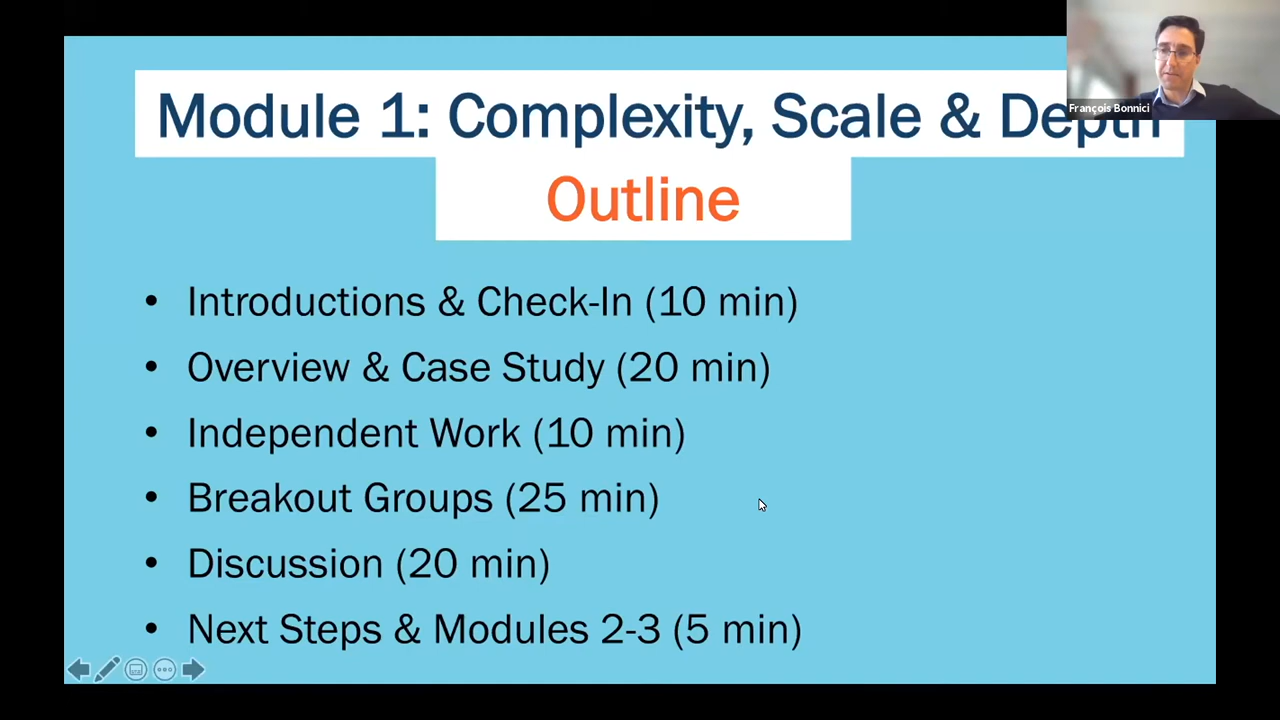 François Bonnici
Module 1: Complexity, Scale & Depth
Outline
• Introductions & Check-In (10 min)
• Overview & Case Study (20 min)
• Independent Work (10 min)
• Breakout Groups (25 min)
• Discussion (20 min)
• Next Steps & Modules 2-3 (5 min)